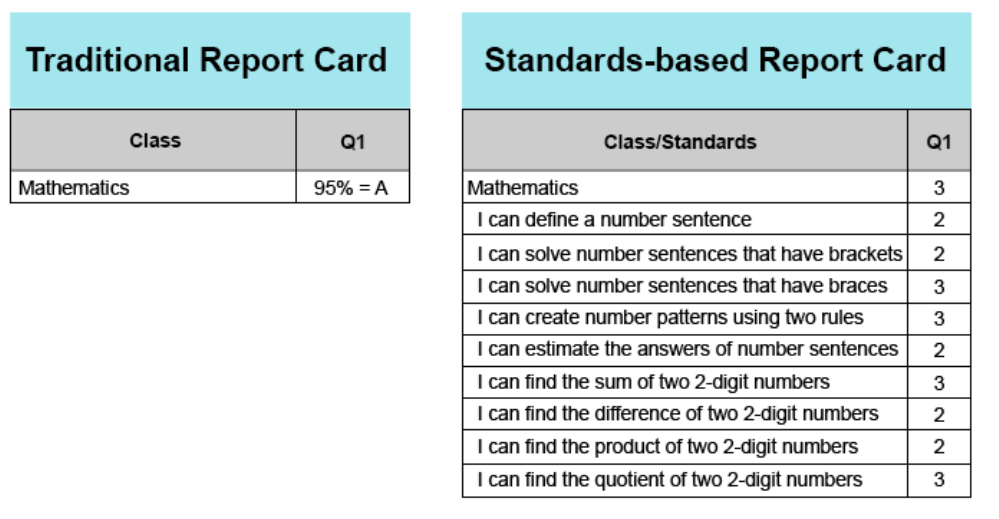 Traditional Report Card
Class Q1
Mathematics 95% = A
Standards-based Report Card
Class/Standards Q1
Mathematics 3
I can define a number sentence 2
I can solve number sentences that have brackets 2
I can solve number sentences that have braces 3
I can create number patterns using two rules 3
I can estimate the answers of number sentences 2
I can find the sum of two 2-digit numbers 3
I can find the difference of two 2-digit numbers 2
I can find the product of two 2-digit numbers 2
I can find the quotient of two 2-digit numbers 3